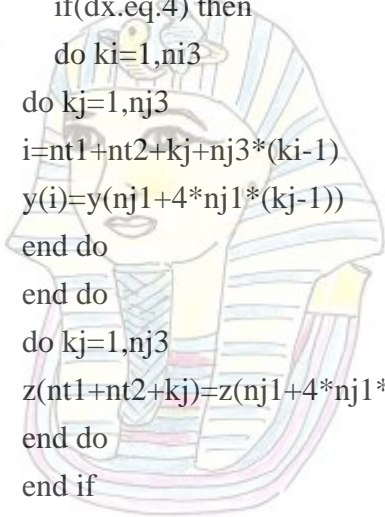 if(dx.eq.4) then
do ki=1,ni3
do kj=1,nj3
i=nt1+nt2+kj+nj3*(ki-1)
y(i)=y(nj1+4*nj1*(kj-1))
end do
end do
do kj=1,nj3
z(nt1+nt2+kj)=z(nj1+4*nj1*
end do
end if